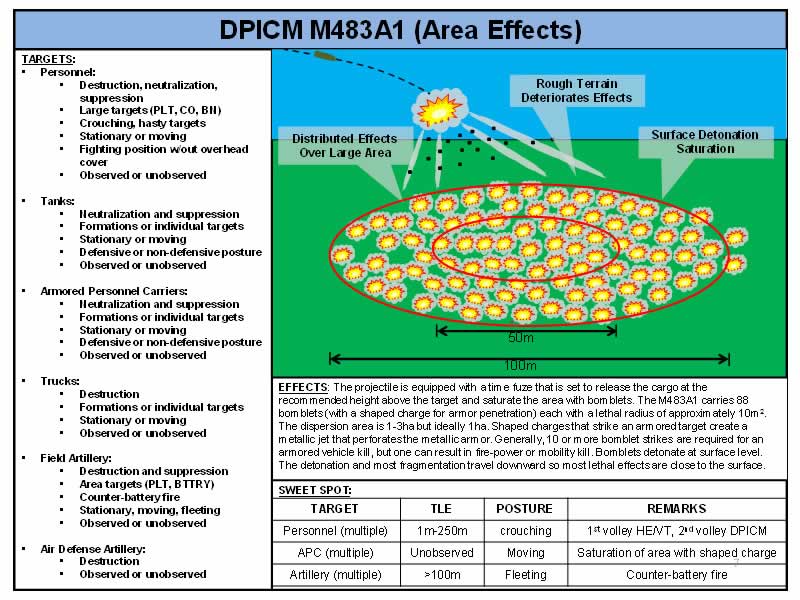 DPICM M483A1 (Area Effects)
TARGETS:
• Personnel:
▪ Destruction, neutralization,
suppression
▪ Large targets (PLT, CO, BN)
▪ Crouching, hasty targets
▪ Stationary or moving
▪ Fighting position w/out overhead
cover
▪ Observed or unobserved
• Tanks:
▪ Neutralization and suppression
▪ Formations or individual targets
▪ Stationary or moving
▪ Defensive or non-defensive posture
▪ Observed or unobserved
• Armored Personnel Carriers:
▪ Neutralization and suppression
▪ Formations or individual targets
▪ Stationary or moving
▪ Defensive or non-defensive posture
▪ Observed or unobserved
• Trucks:
▪ Destruction
▪ Formations or individual targets
▪ Stationary or moving
▪ Observed or unobserved
• Field Artillery:
▪ Destruction and suppression
▪ Area targets (PLT, BTTRY)
▪ Counter-battery fire
▪ Stationary, moving, fleeting
▪ Observed or unobserved
• Air Defense Artillery:
▪ Destruction
▪ Observed or unobserved
Rough Terrain
Deteriorates Effects
Distributed Effects
Over Large Area
Surface Detonation
Saturation
50m
100m
EFFECTS: The projectile is equipped with a time fuze that is set to release the cargo at the
recommended height above the target and saturate the area with bomblets. The M483A1 carries 88
bomblets (with a shaped charge for armor penetration) each with a lethal radius of approximately 10m².
The dispersion area is 1-3ha but ideally 1ha. Shaped charges that strike an armored target create a
metallic jet that perforates the metallic armor. Generally, 10 or more bomblet strikes are required for an
armored vehicle kill, but one can result in fire-power or mobility kill. Bomblets detonate at surface level.
The detonation and most fragmentation travel downward so most lethal effects are close to the surface.
SWEET SPOT:
TARGET TLE POSTURE REMARKS
Personnel (multiple) 1m-250m crouching 1st volley HE/VT, 2nd volley DPICM
APC (multiple) Unobserved Moving Saturation of area with shaped charge
Artillery (multiple) >100m Fleeting Counter-battery fire
7